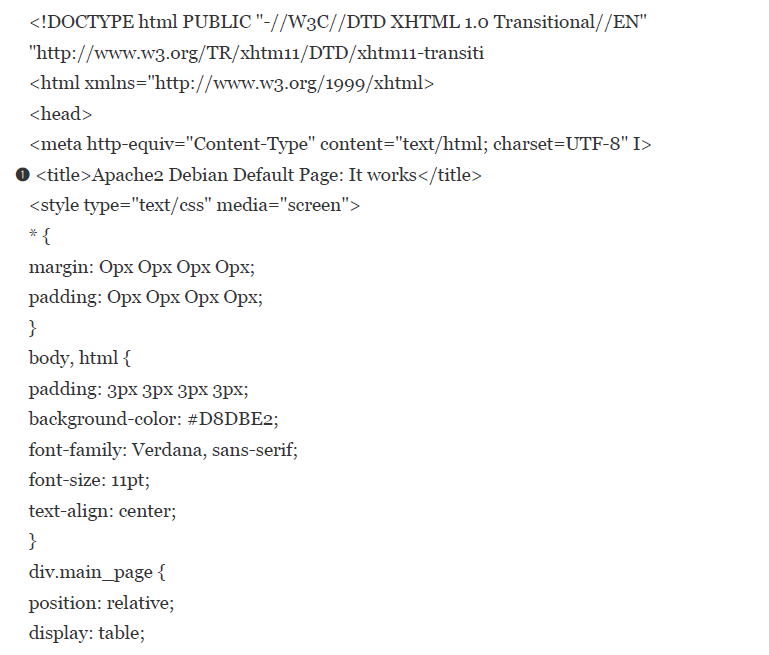 <!DOCTYPE html PUBLIC "-//W3C//DTD XHTML 1.0 Transitional//EN"
"http://www.w3.org/TR/xhtm11/DTD/xhtm11-transiti
<html xmlns="http://www.w3.org/1999/xhtml>
<head>
<meta http-equiv="Content-Type" content="text/html; charset=UTF-8" I>
❶ <title>Apache2 Debian Default Page: It works</title>
<style type="text/css" media="screen">
* {
margin: Opx Opx Opx Opx;
padding: Opx Opx Opx Opx;
}
body, html {
padding: 3px 3px 3px 3px;
background-color: #D8DBE2;
font-family: Verdana, sans-serif;
font-size: 11pt;
text-align: center;
}
div.main_page {
position: relative;
display: table;